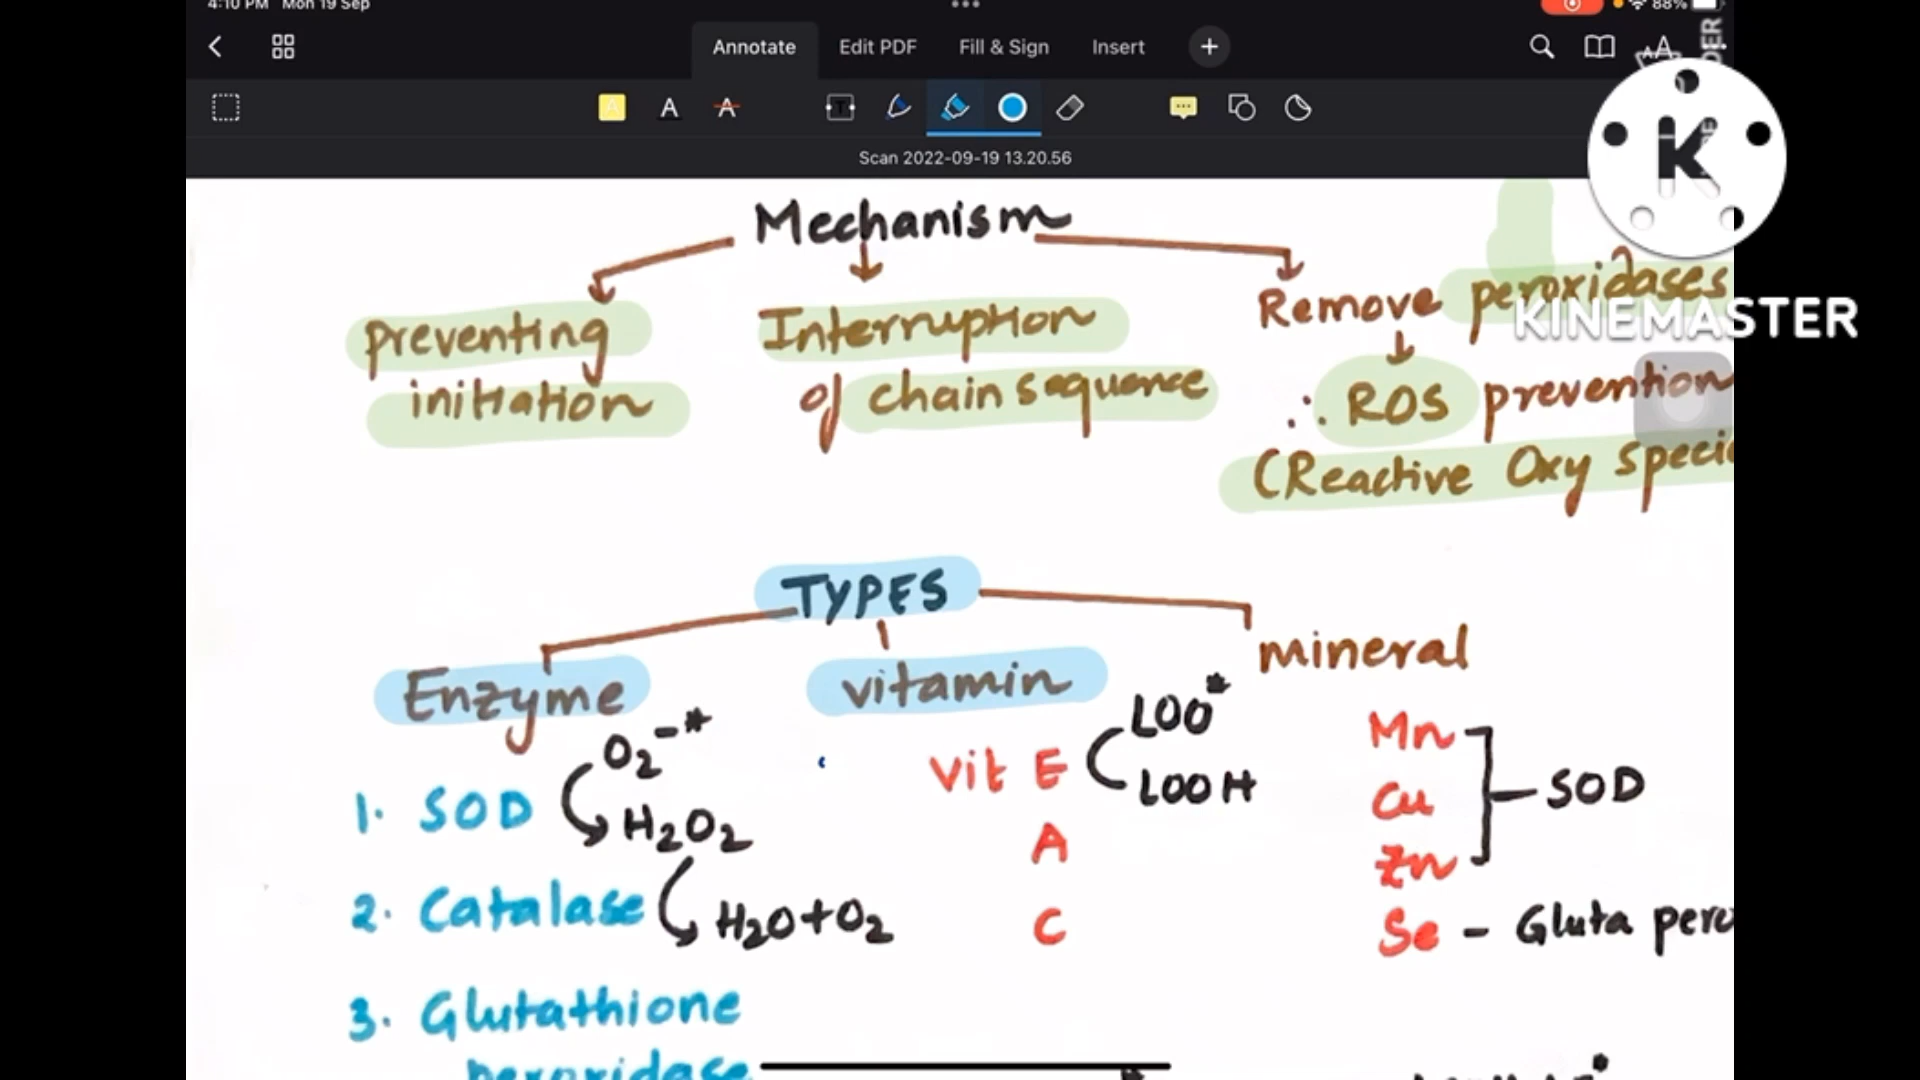 4:10 PM Mon 19 Sep
88%
Annotate Edit PDF Fill & Sign Insert
Scan 2022-09-19 13.20.56
K
KINEMASTER
Mechanism
preventing
initiation
Interruption
of chain sequence
Remove peroxidases
∴ ROS prevention
(Reactive Oxy speci
TYPES
Enzyme
vitamin
mineral
1. SOD
O2-*
H2O2
2. Catalase
H2O+O2
3. Glutathione
peroxidase
Vit E
LOO*
LOOH
A
C
Mn
Cu
Zn
SOD
Se - Gluta pero